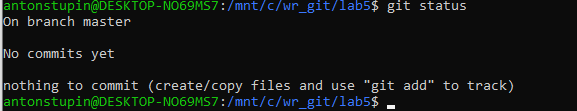 antonstupin@DESKTOP-NO69MS7:/mnt/c/wr_git/lab5$ git status
On branch master
No commits yet
nothing to commit (create/copy files and use "git add" to track)
antonstupin@DESKTOP-NO69MS7:/mnt/c/wr_git/lab5$